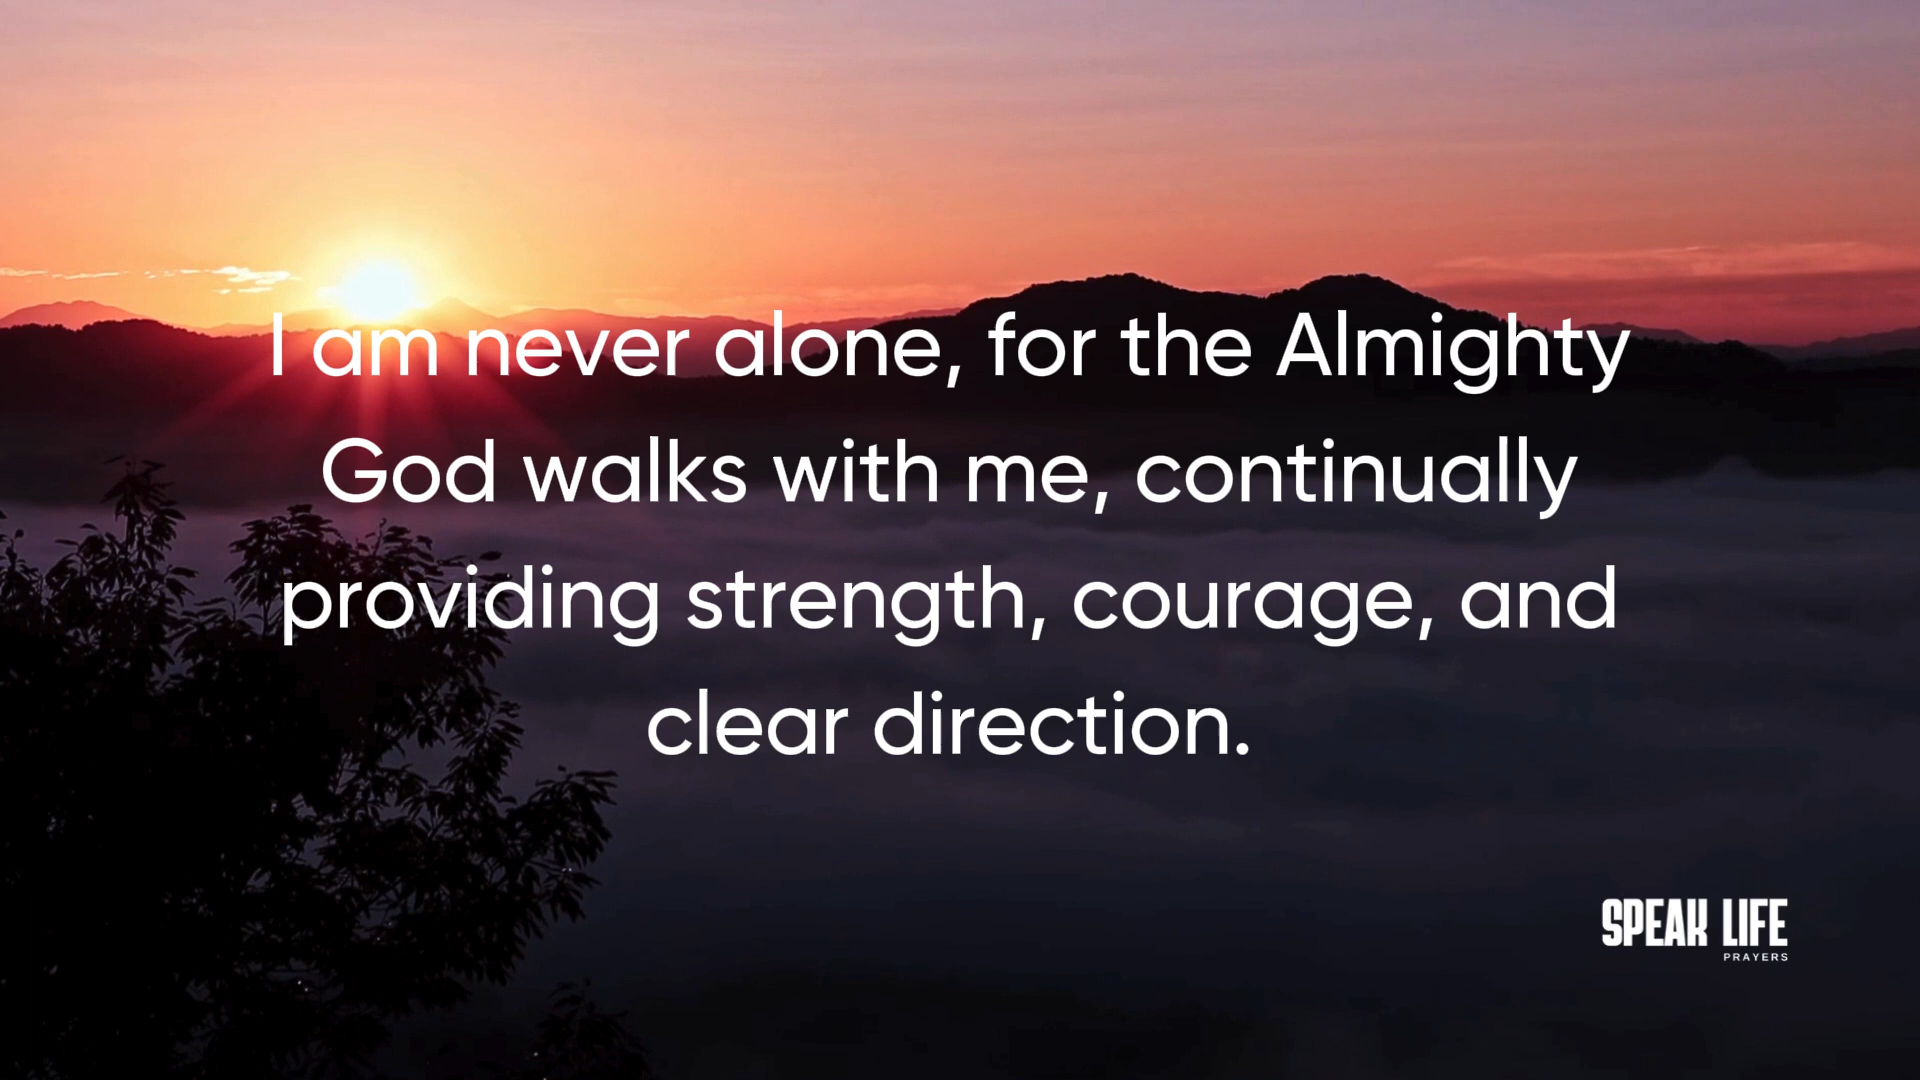 I am never alone, for the Almighty
God walks with me, continually
providing strength, courage, and
clear direction.
SPEAK LIFE
PRAYERS